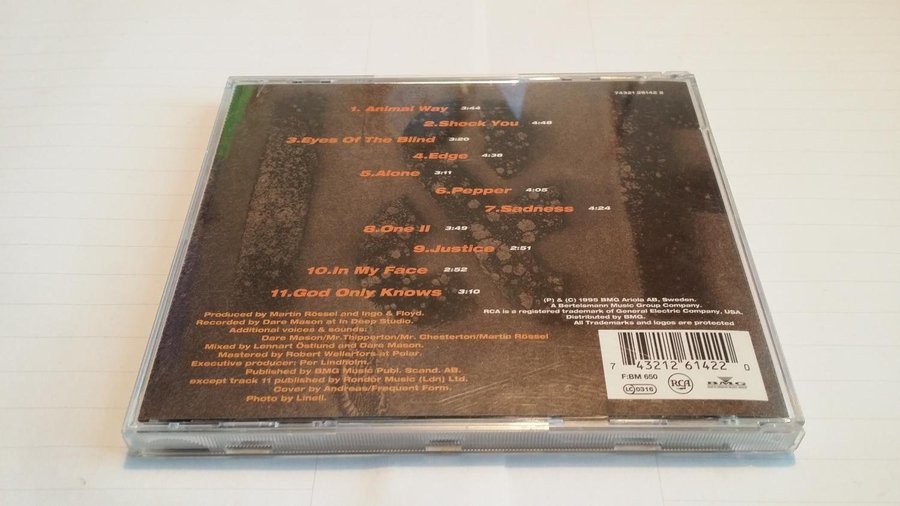 74321 26142 2
1. Animal Way 3:44
2.Shock You 4:48
3.Eyes Of The Blind 3:20
4.Edge 4:36
5.Alone 3:11
6.Pepper 4:05
7.Sadness 4:24
8.One II 3:49
9.Justice 2:51
10.In My Face 2:52
11.God Only Knows 3:10
Produced by Martin Rössel and Ingo & Floyd.
Recorded by Dare Mason at In Deep Studio.
Additional voices & sounds:
Dare Mason/Mr.Thipperton/Mr. Chesterton/Martin Rössel
Mixed by Lennart Östlund and Dare Mason.
Mastered by Robert Wellerfors at Polar.
Executive producer: Per Lindholm.
Published by BMG Music Publ. Scand. AB.
except track 11 published by Rondor Music (Ldn) Ltd.
Cover by Andreas/Frequent Form.
Photo by Linell.
(P) & (C) 1995 BMG Ariola AB, Sweden.
A Bertelsmann Music Group Company.
RCA is a registered trademark of General Electric Company, USA.
Distributed by BMG.
All Trademarks and logos are protected
7 43212 61422 0
F:BM 650
LC 0316
RCA
BMG